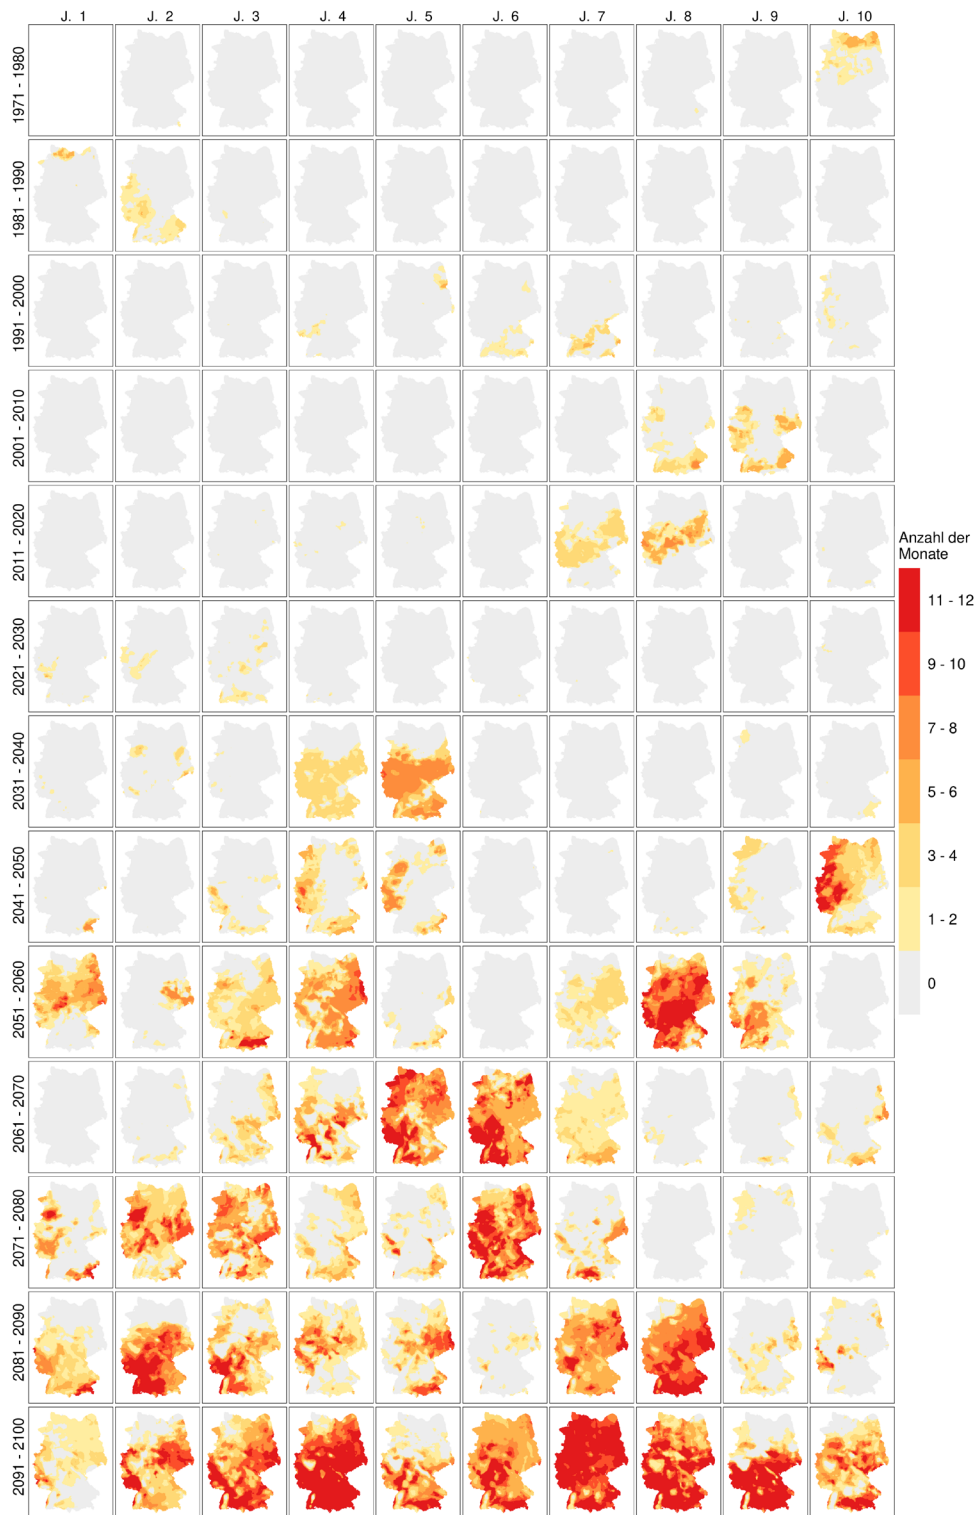 J. 1 J. 2 J. 3 J. 4 J. 5 J. 6 J. 7 J. 8 J. 9 J. 10
1971 - 1980
1981 - 1990
1991 - 2000
2001 - 2010
2011 - 2020
2021 - 2030
2031 - 2040
2041 - 2050
2051 - 2060
2061 - 2070
2071 - 2080
2081 - 2090
2091 - 2100
Anzahl der
Monate
11 - 12
9 - 10
7 - 8
5 - 6
3 - 4
1 - 2
0